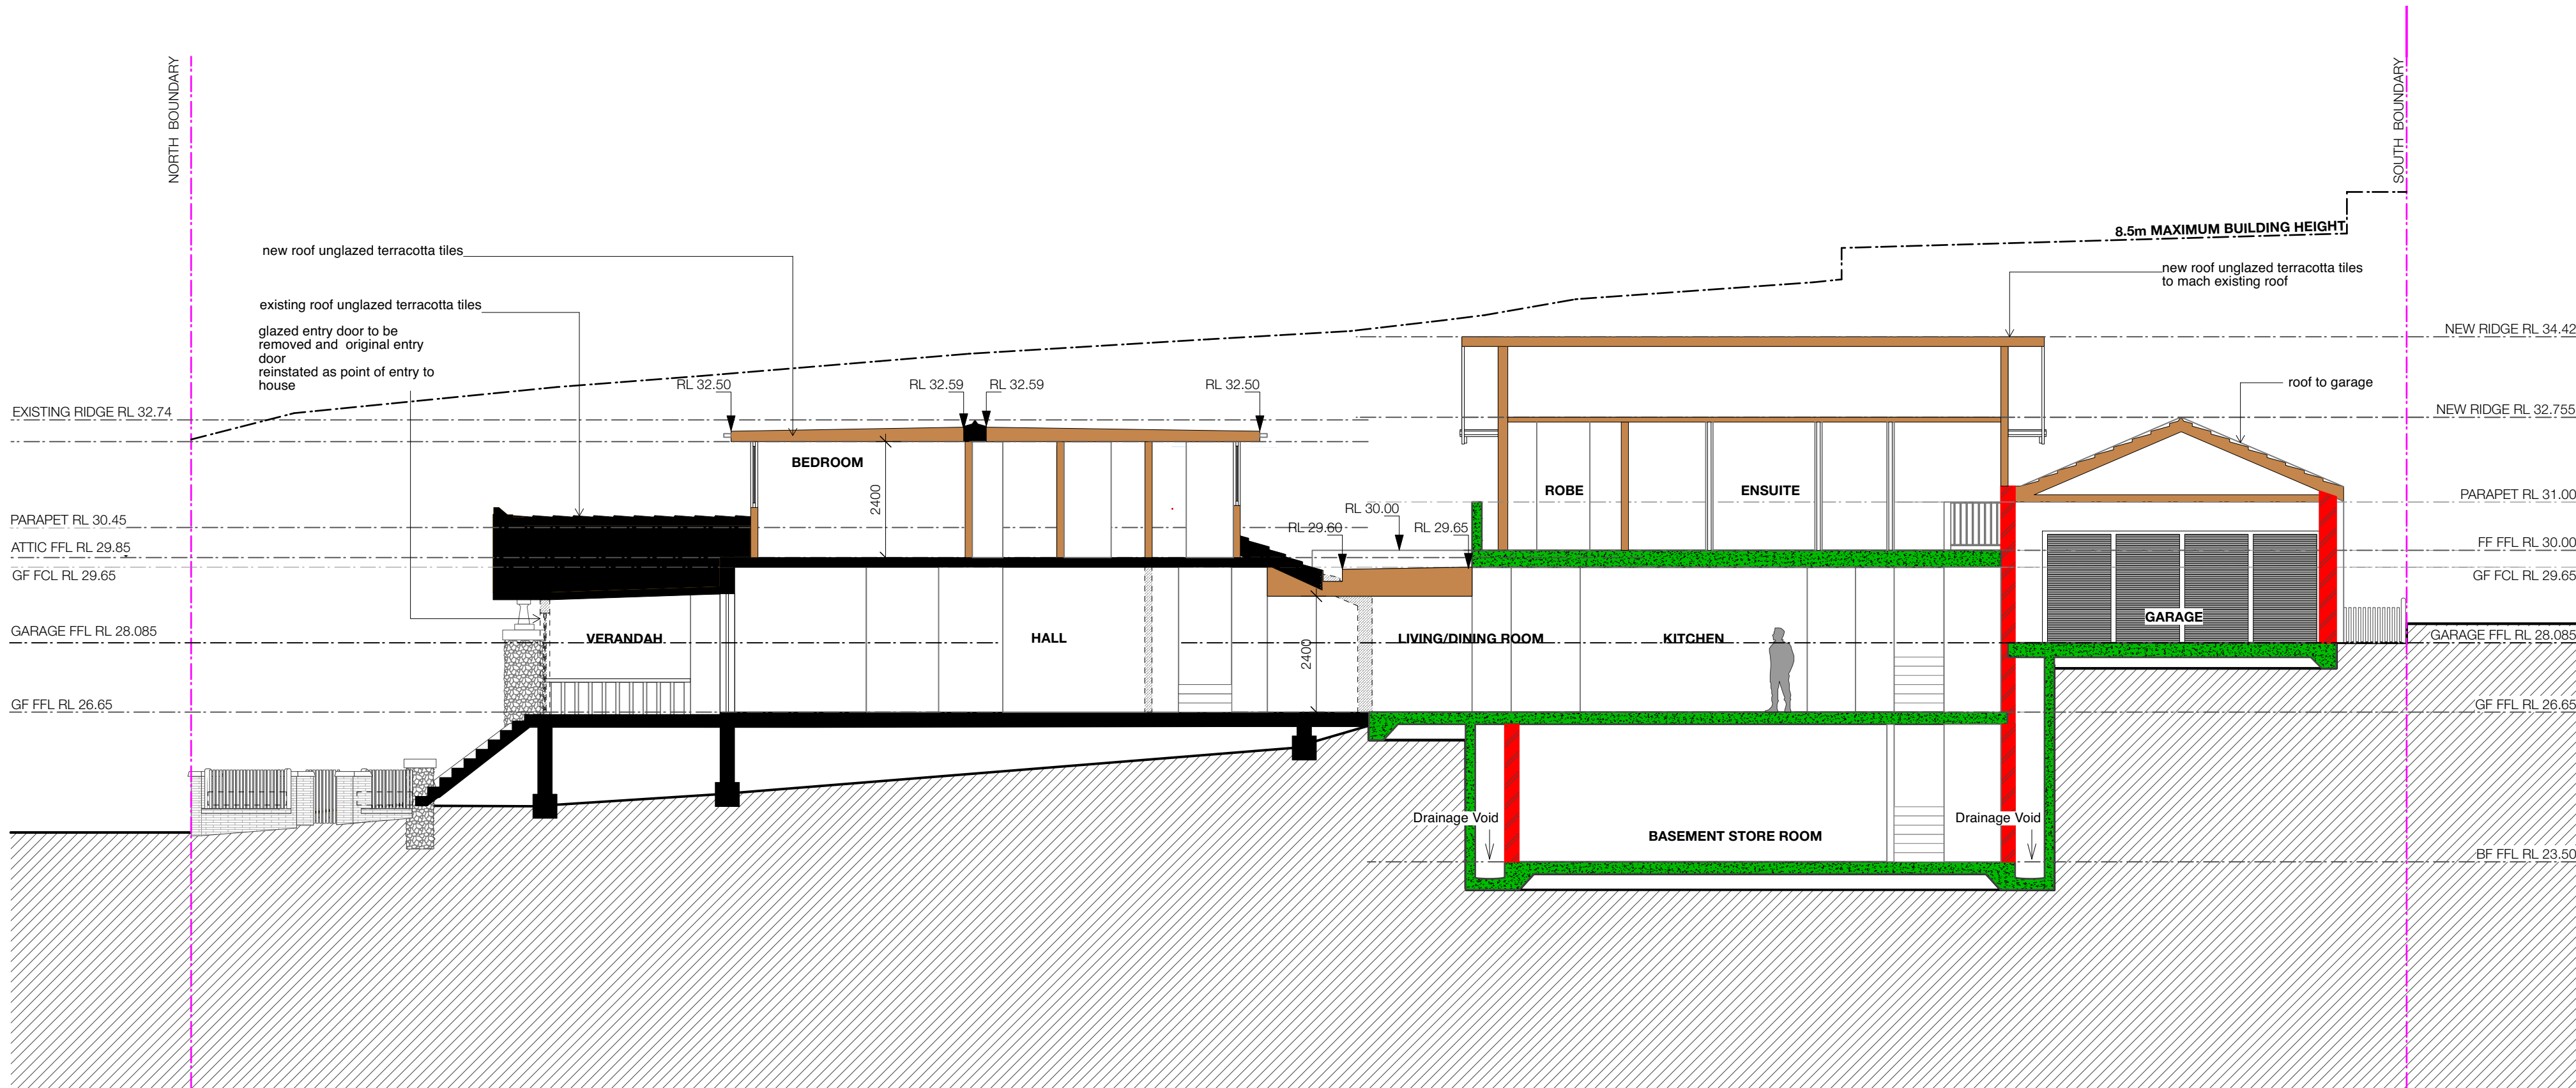 NORTH BOUNDARY
SOUTH BOUNDARY
8.5m MAXIMUM BUILDING HEIGHT
new roof unglazed terracotta tiles
new roof unglazed terracotta tiles
to mach existing roof
existing roof unglazed terracotta tiles
glazed entry door to be
removed and original entry
door
reinstated as point of entry to
house
NEW RIDGE RL 34.42
roof to garage
RL 32.50
RL 32.59
RL 32.59
RL 32.50
EXISTING RIDGE RL 32.74
NEW RIDGE RL 32.755
BEDROOM
2400
ROBE
ENSUITE
PARAPET RL 31.00
RL 30.00
RL 29.60
RL 29.65
PARAPET RL 30.45
ATTIC FFL RL 29.85
FF FFL RL 30.00
GF FCL RL 29.65
GF FCL RL 29.65
GARAGE
GARAGE FFL RL 28.085
GARAGE FFL RL 28.085
VERANDAH
HALL
2400
LIVING/DINING ROOM
KITCHEN
GF FFL RL 26.65
GF FFL RL 26.65
Drainage Void
Drainage Void
BASEMENT STORE ROOM
BF FFL RL 23.50